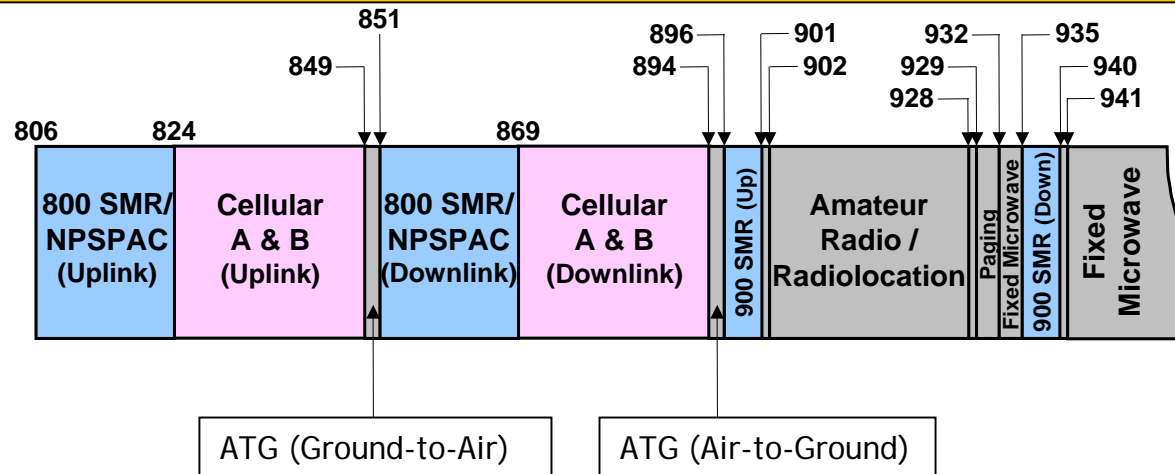 851
896
901
932
935
849
894
902
929
940
928
941
806
824
869
800 SMR/
NPSPAC
(Uplink)
Cellular
A & B
(Uplink)
800 SMR/
NPSPAC
(Downlink)
Cellular
A & B
(Downlink)
900 SMR (Up)
Amateur
Radio /
Radiolocation
Paging
Fixed Microwave
900 SMR (Down)
Fixed
Microwave
ATG (Ground-to-Air)
ATG (Air-to-Ground)